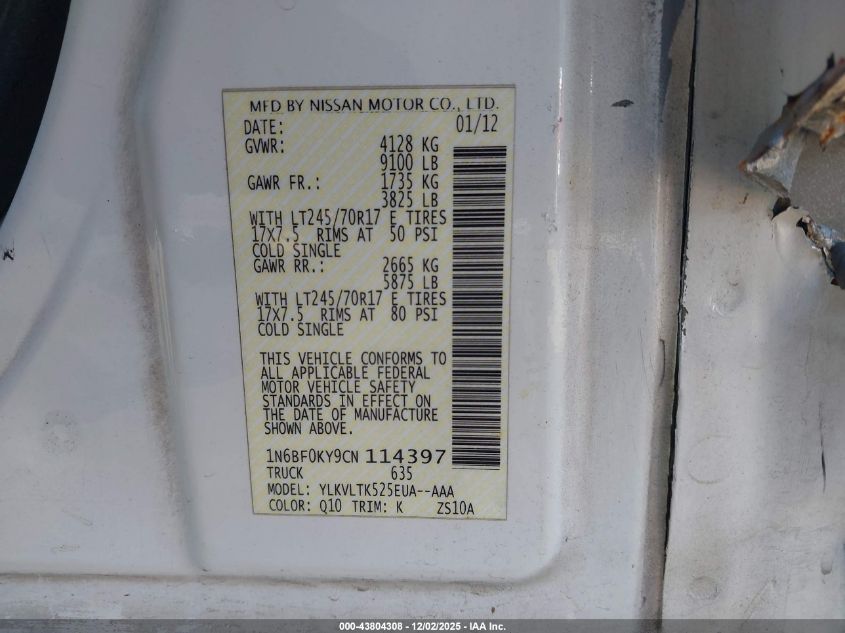 MFD BY NISSAN MOTOR CO., LTD.
DATE: 01/12
GVWR: 4128 KG
9100 LB
GAWR FR.: 1735 KG
3825 LB
WITH LT245/70R17 E TIRES
17X7.5 RIMS AT 50 PSI
COLD SINGLE
GAWR RR.: 2665 KG
5875 LB
WITH LT245/70R17 E TIRES
17X7.5 RIMS AT 80 PSI
COLD SINGLE
THIS VEHICLE CONFORMS TO
ALL APPLICABLE FEDERAL
MOTOR VEHICLE SAFETY
STANDARDS IN EFFECT ON
THE DATE OF MANUFACTURE
SHOWN ABOVE.
1N6BF0KY9CN 114397
TRUCK 635
MODEL: YLKVLTK525EUA--AAA
COLOR: Q10 TRIM: K ZS10A
000-43804308 • 12/02/2025 - IAA Inc.